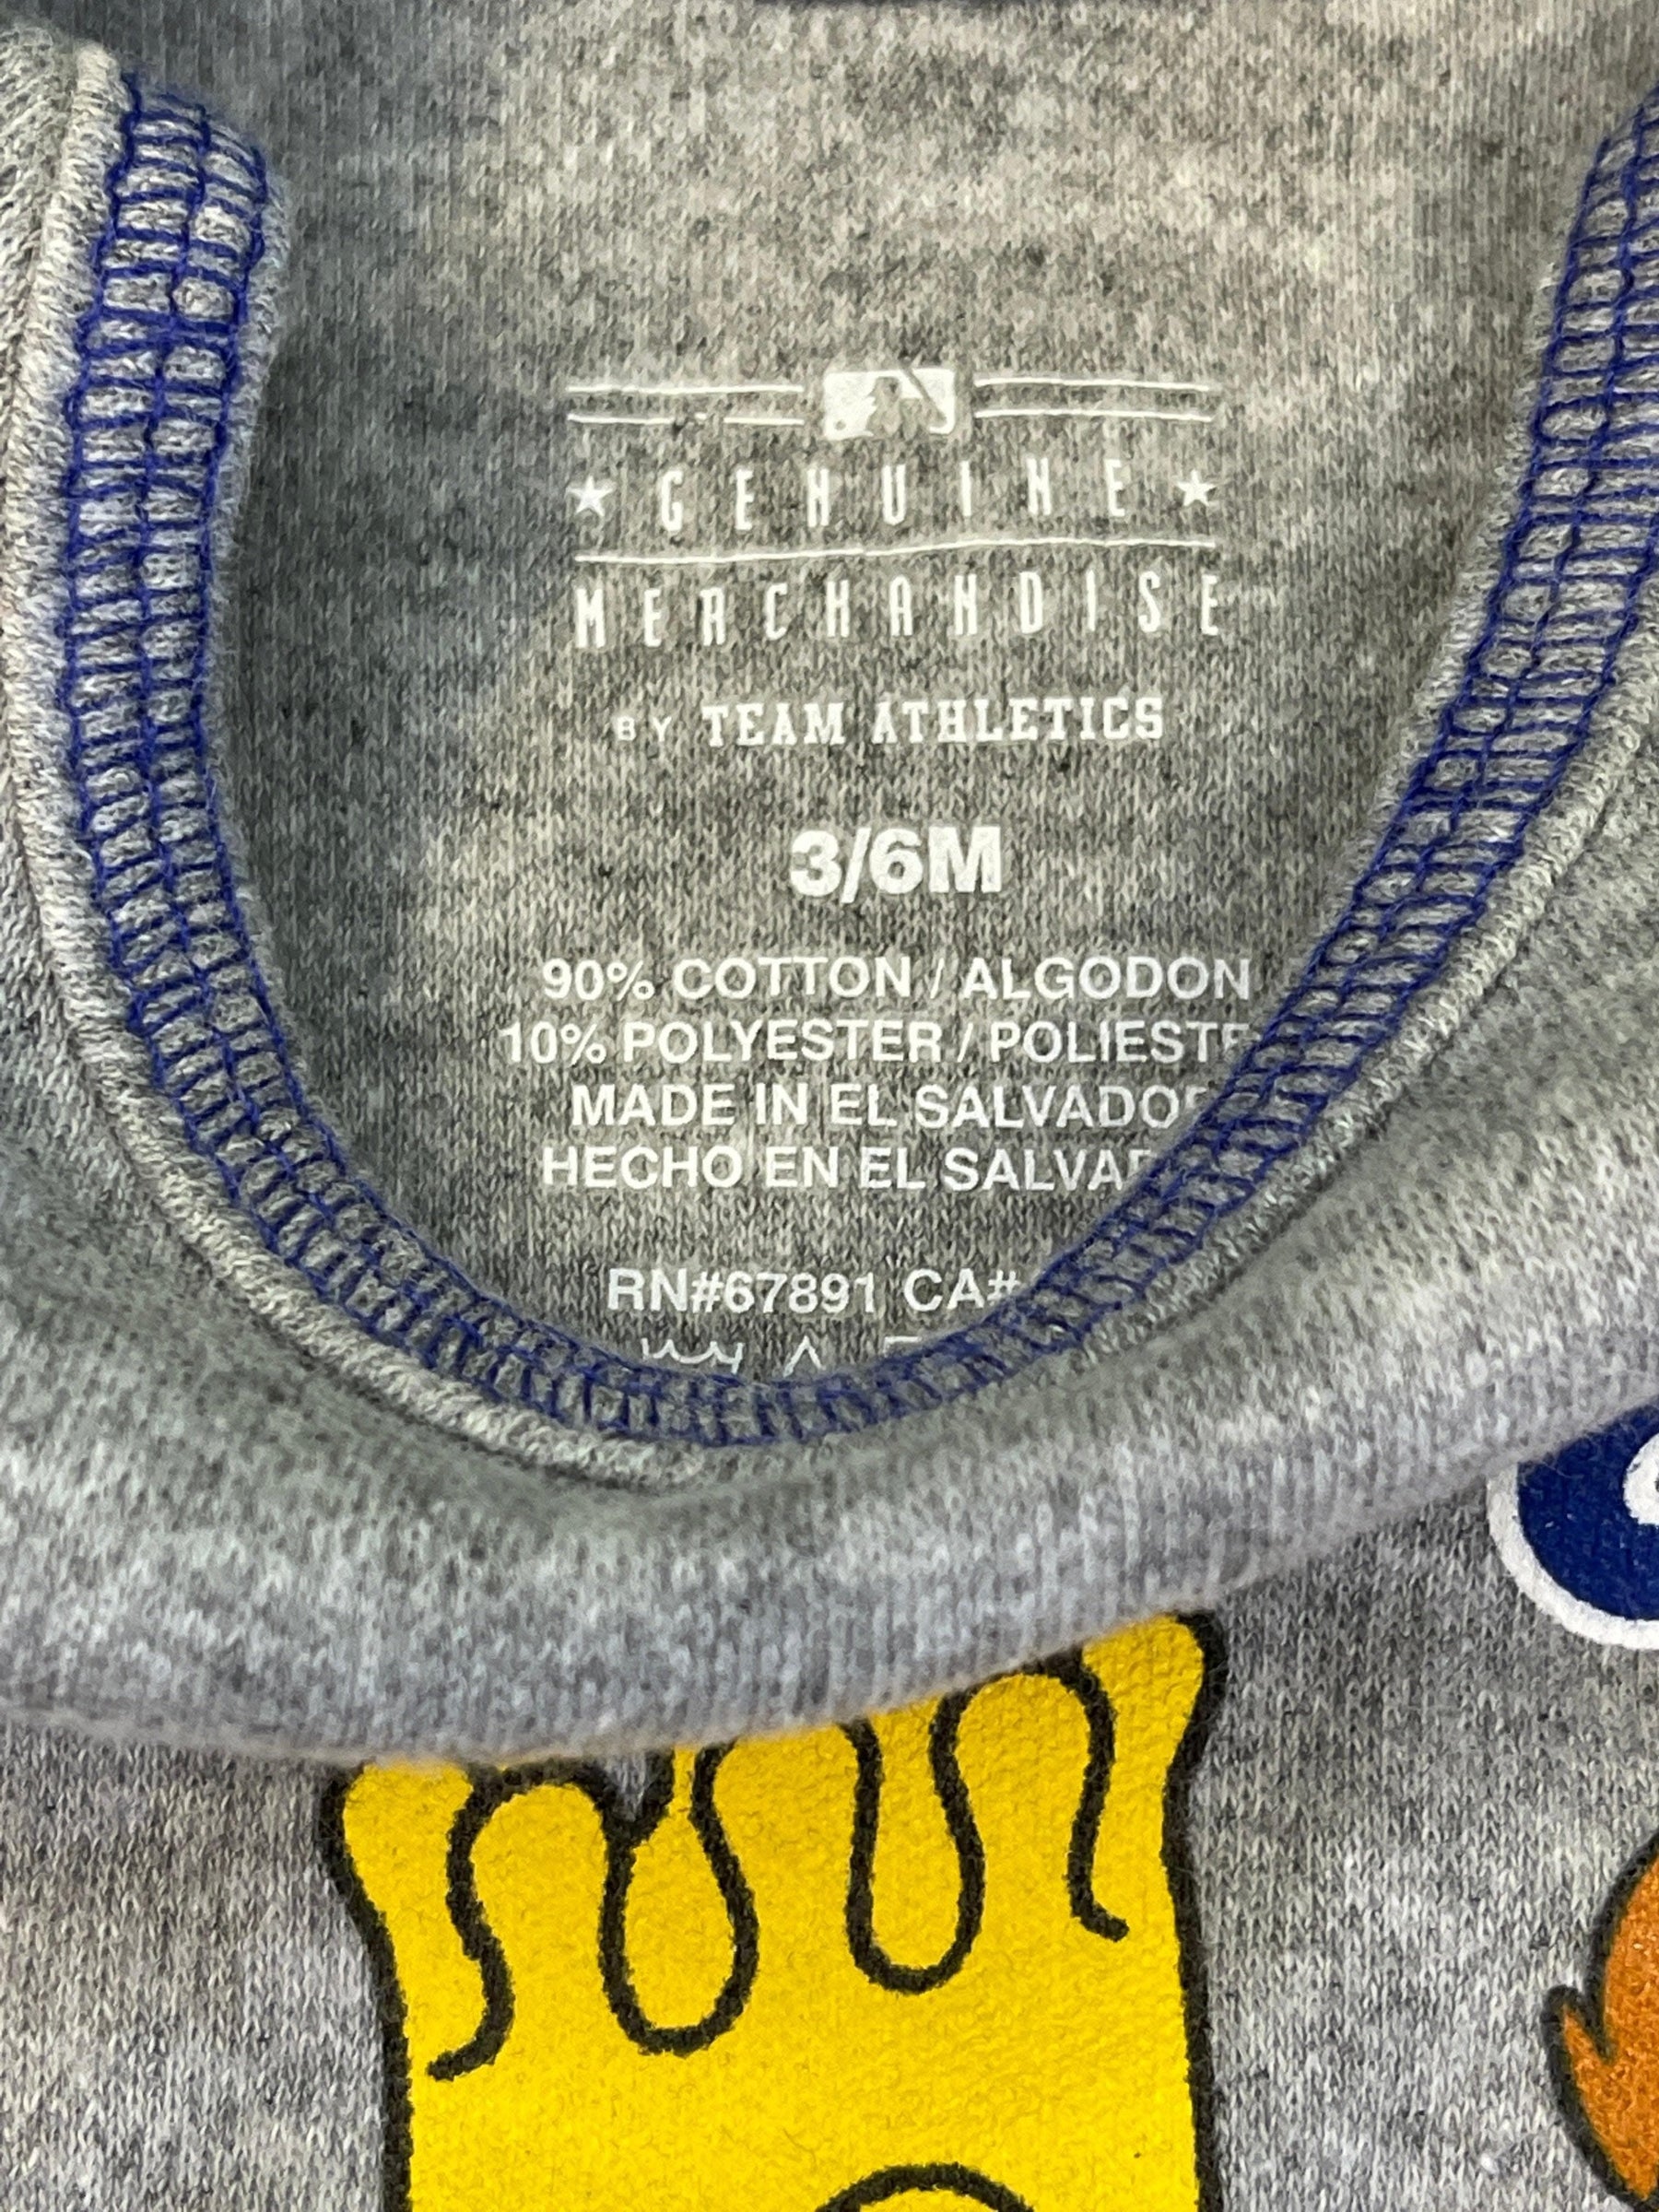 GENUINE
MERCHANDISE
BY TEAM ATHLETICS
3/6M
90% COTTON / ALGODON
10% POLYESTER / POLIESTE
MADE IN EL SALVADOR
HECHO EN EL SALVA
RN#67891 CA#